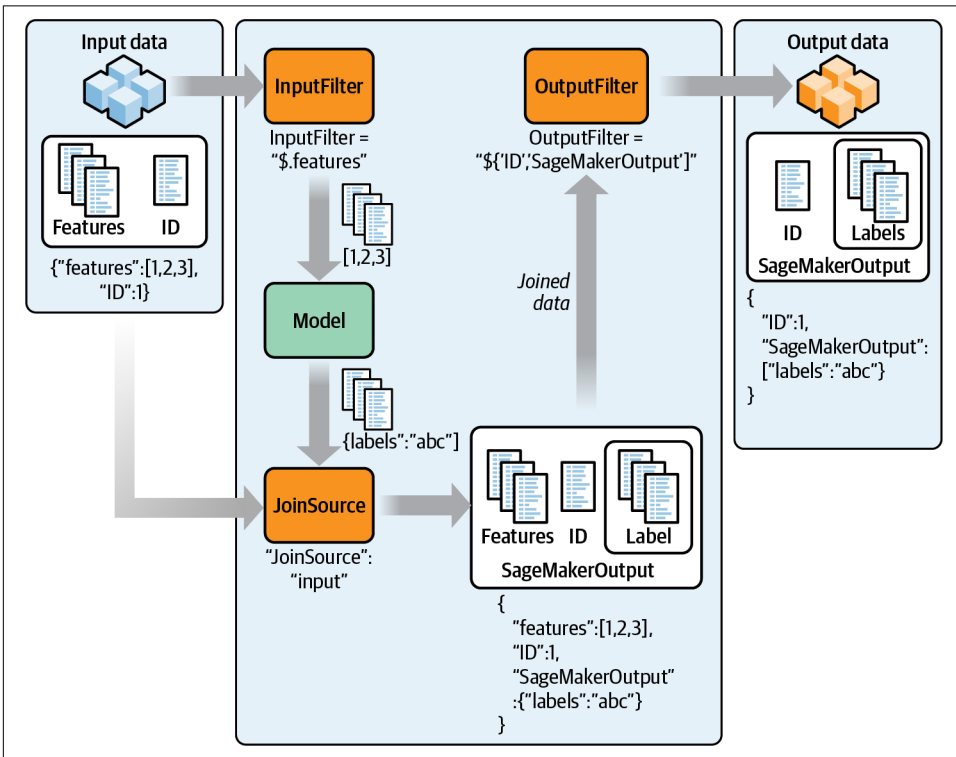 Input data
Features ID
{"features":[1,2,3],
"ID":1}
InputFilter
InputFilter =
"$.features"
[1,2,3]
Model
{labels":"abc"]
JoinSource
"JoinSource":
"input"
Features ID Label
SageMakerOutput
{
"features":[1,2,3],
"ID":1,
"SageMakerOutput"
:{"labels":"abc"}
}
Joined
data
OutputFilter
OutputFilter =
"${'ID','SageMakerOutput']"
Output data
ID Labels
SageMakerOutput
{
"ID":1,
"SageMakerOutput":
["labels":"abc"}
}